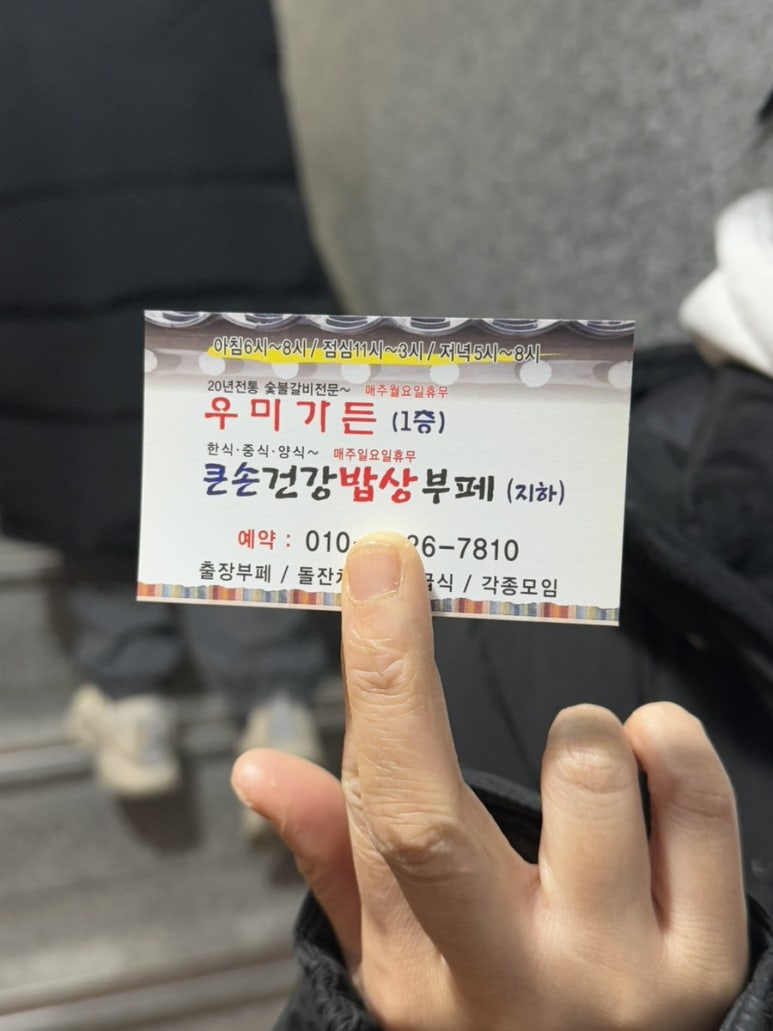 아침6시~8시 / 점심11시~3시 / 저녁5시~8시
20년전통 숯불갈비전문~ 매주월요일휴무
우미가든 (1층)
한식·중식·양식~ 매주일요일휴무
큰손건강밥상부페 (지하)
예약 : 010- 26-7810
출장부페 / 돌잔 급식 / 각종모임